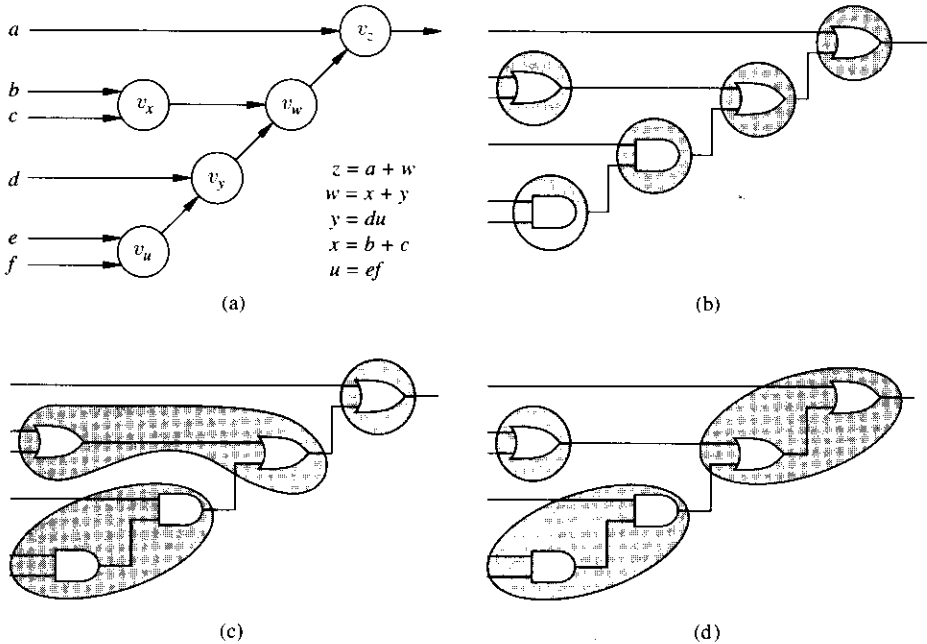 a
v_z
b
c
v_x
v_w
d
v_y
e
f
v_u
z = a + w
w = x + y
y = du
x = b + c
u = ef
(a)
(b)
(c)
(d)